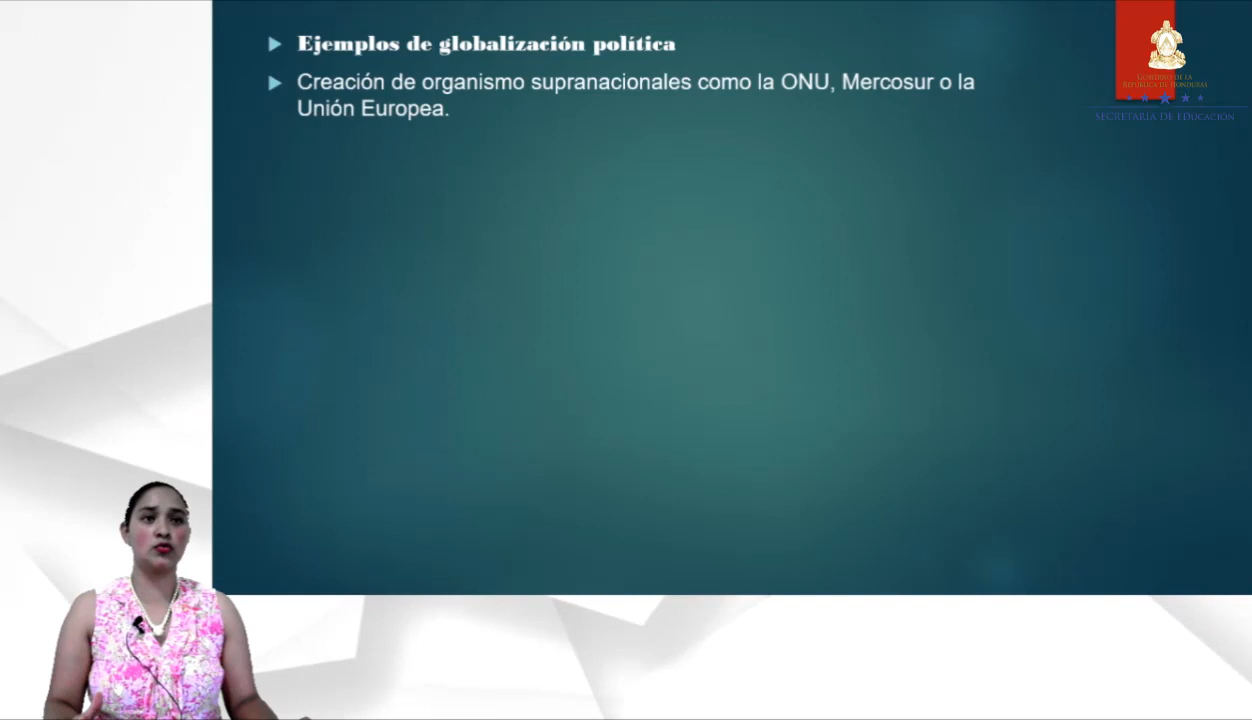 Ejemplos de globalización política
Creación de organismo supranacionales como la ONU, Mercosur o la
Unión Europea.
GOBIERNO DE LA
REPÚBLICA DE HONDURAS
SECRETARÍA DE EDUCACIÓN